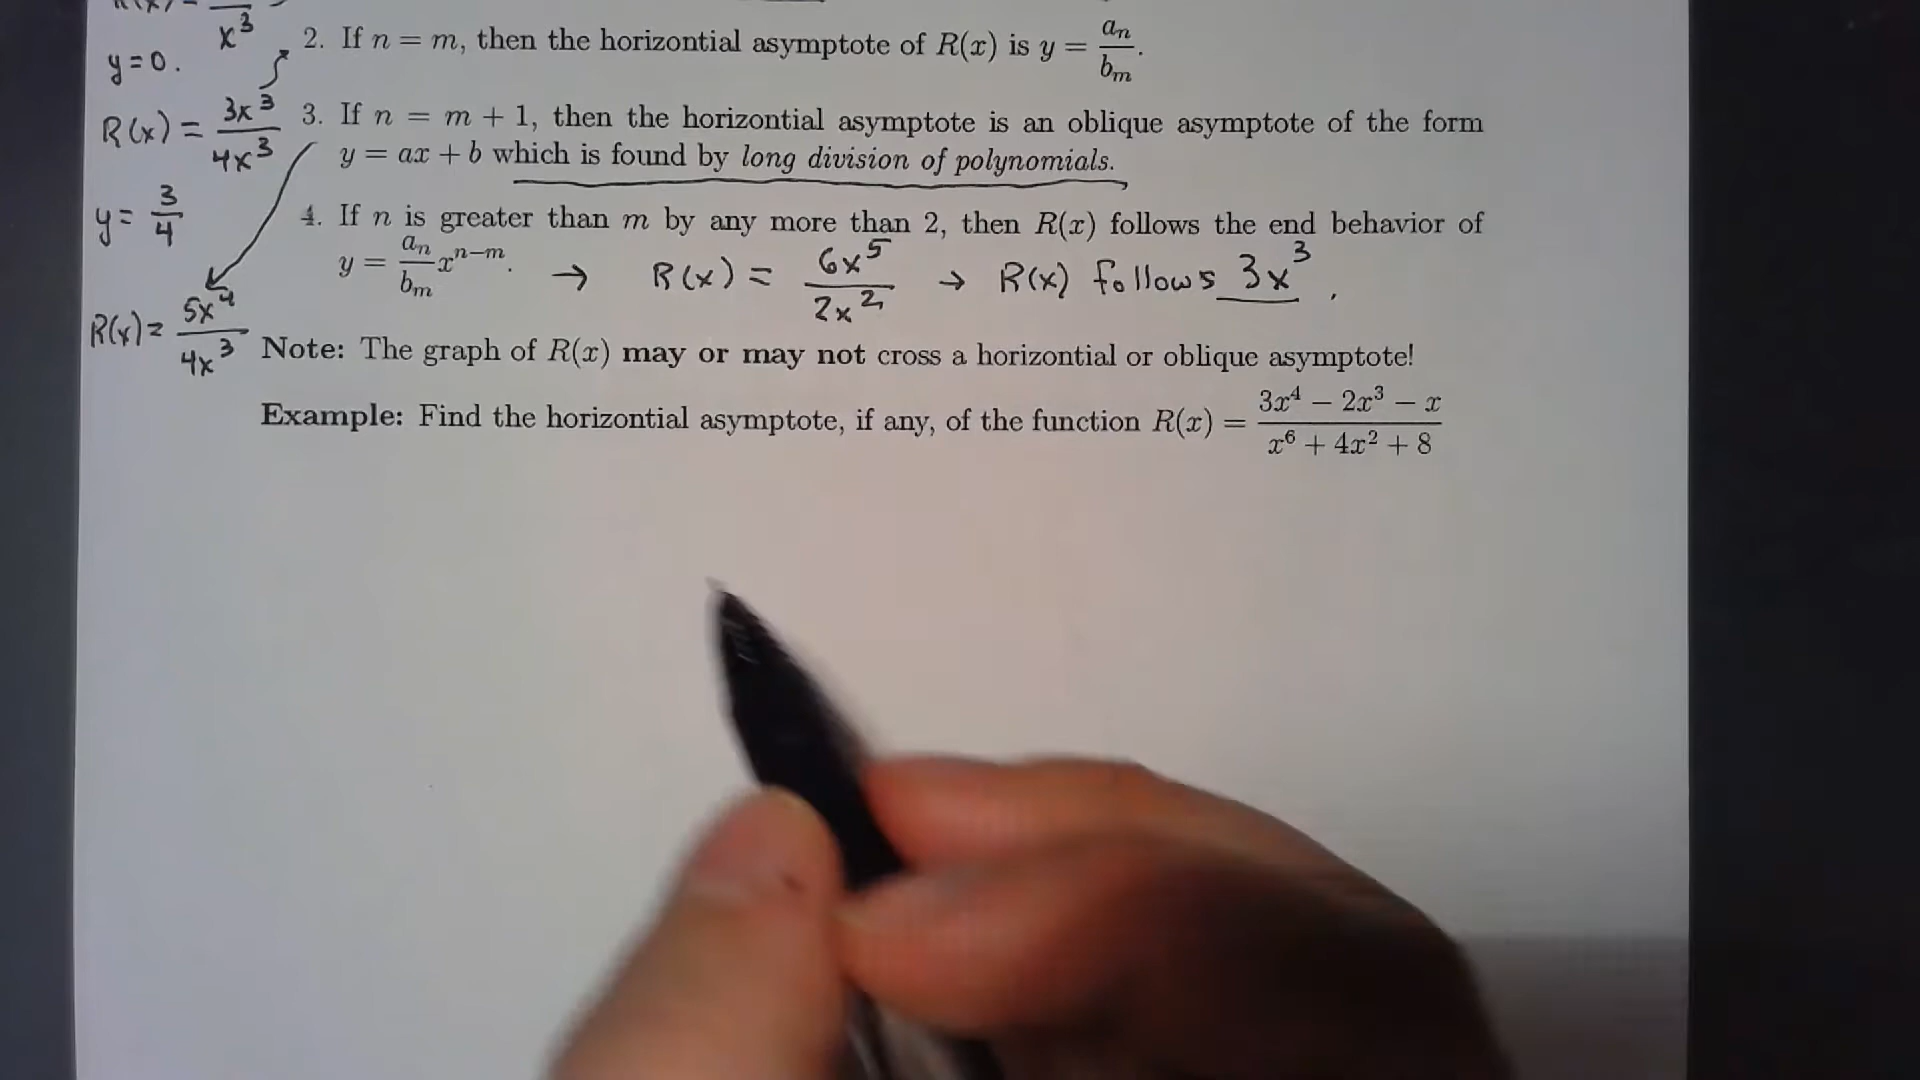 x³
y=0.
2. If n = m, then the horizontial asymptote of R(x) is y = aₙ/bₘ.
R(x) = 3x³/4x³
3. If n = m + 1, then the horizontial asymptote is an oblique asymptote of the form
y = ax + b which is found by long division of polynomials.
y = 3/4
4. If n is greater than m by any more than 2, then R(x) follows the end behavior of
y = aₙ/bₘ xⁿ⁻ᵐ. → R(x) = 6x⁵/2x² → R(x) follows 3x³.
R(x) = 5x⁴/4x³
Note: The graph of R(x) may or may not cross a horizontial or oblique asymptote!
Example: Find the horizontial asymptote, if any, of the function R(x) = 3x⁴ − 2x³ − x/x⁶ + 4x² + 8